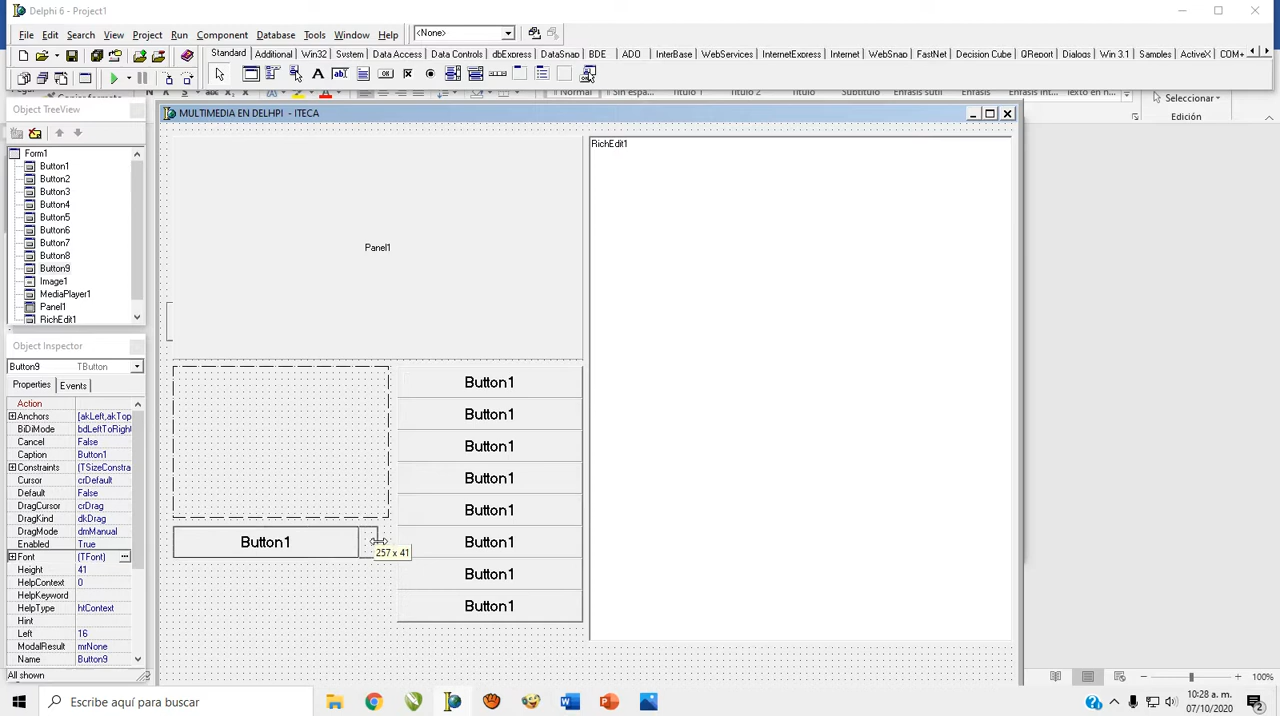 Delphi 6 - Project1
File Edit Search View Project Run Component Database Tools Window Help
<None>
Standard Additional Win32 System Data Access Data Controls dbExpress DataSnap BDE ADO InterBase WebServices InternetExpress Internet WebSnap FastNet Decision Cube QReport Dialogs Win 3.1 Samples ActiveX COM+
Seleccionar
Edición
Object TreeView
Form1
Button1
Button2
Button3
Button4
Button5
Button6
Button7
Button8
Button9
Image1
MediaPlayer1
Panel1
RichEdit1
Object Inspector
Button9 TButton
Properties Events
Action
Anchors [akLeft,akTop
BiDiMode bdLeftToRight
Cancel False
Caption Button1
Constraints (TSizeConstra
Cursor crDefault
Default False
DragCursor crDrag
DragKind dkDrag
DragMode dmManual
Enabled True
Font (TFont) ...
Height 41
HelpContext 0
HelpKeyword
HelpType htContext
Hint
Left 16
ModalResult mrNone
Name Button9
All shown
MULTIMEDIA EN DELHPI - ITECA
Panel1
RichEdit1
Button1
Button1
Button1
Button1
Button1
Button1
Button1
Button1
Button1
257 x 41
100%
Escribe aquí para buscar
10:28 a. m.
07/10/2020
2